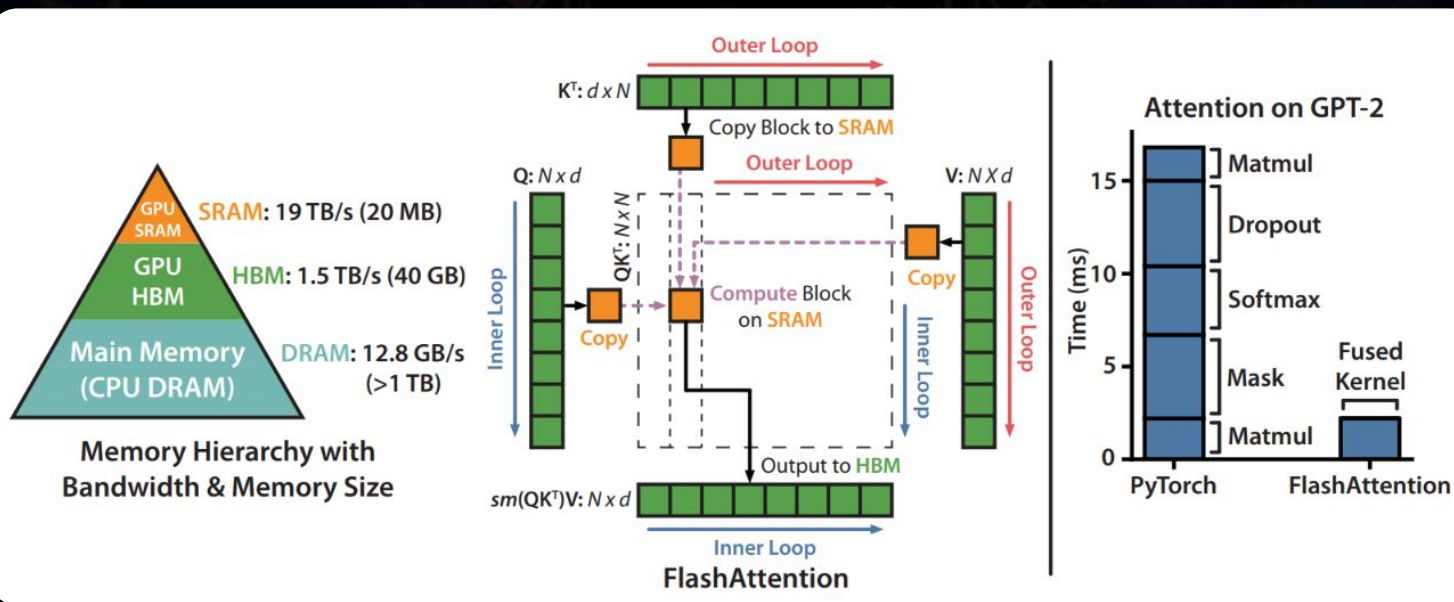 GPU
SRAM
SRAM: 19 TB/s (20 MB)
GPU
HBM
HBM: 1.5 TB/s (40 GB)
Main Memory
(CPU DRAM)
DRAM: 12.8 GB/s
(>1 TB)
Memory Hierarchy with
Bandwidth & Memory Size
Outer Loop
Kᵀ: d x N
Copy Block to SRAM
Outer Loop
Q: N x d
V: N X d
QKᵀ: N x N
Inner Loop
Copy
Compute Block
on SRAM
Copy
Inner Loop
Outer Loop
Output to HBM
sm(QKᵀ)V: N x d
Inner Loop
FlashAttention
Attention on GPT-2
Time (ms)
15
10
5
0
Matmul
Dropout
Softmax
Mask
Matmul
Fused
Kernel
PyTorch
FlashAttention